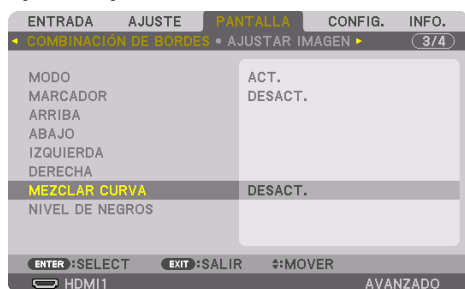 ENTRADA AJUSTE PANTALLA CONFIG. INFO.
COMBINACIÓN DE BORDES • AJUSTAR IMAGEN 3/4
MODO ACT.
MARCADOR DESACT.
ARRIBA
ABAJO
IZQUIERDA
DERECHA
MEZCLAR CURVA DESACT.
NIVEL DE NEGROS
ENTER :SELECT EXIT :SALIR :MOVER
HDMI1 AVANZADO